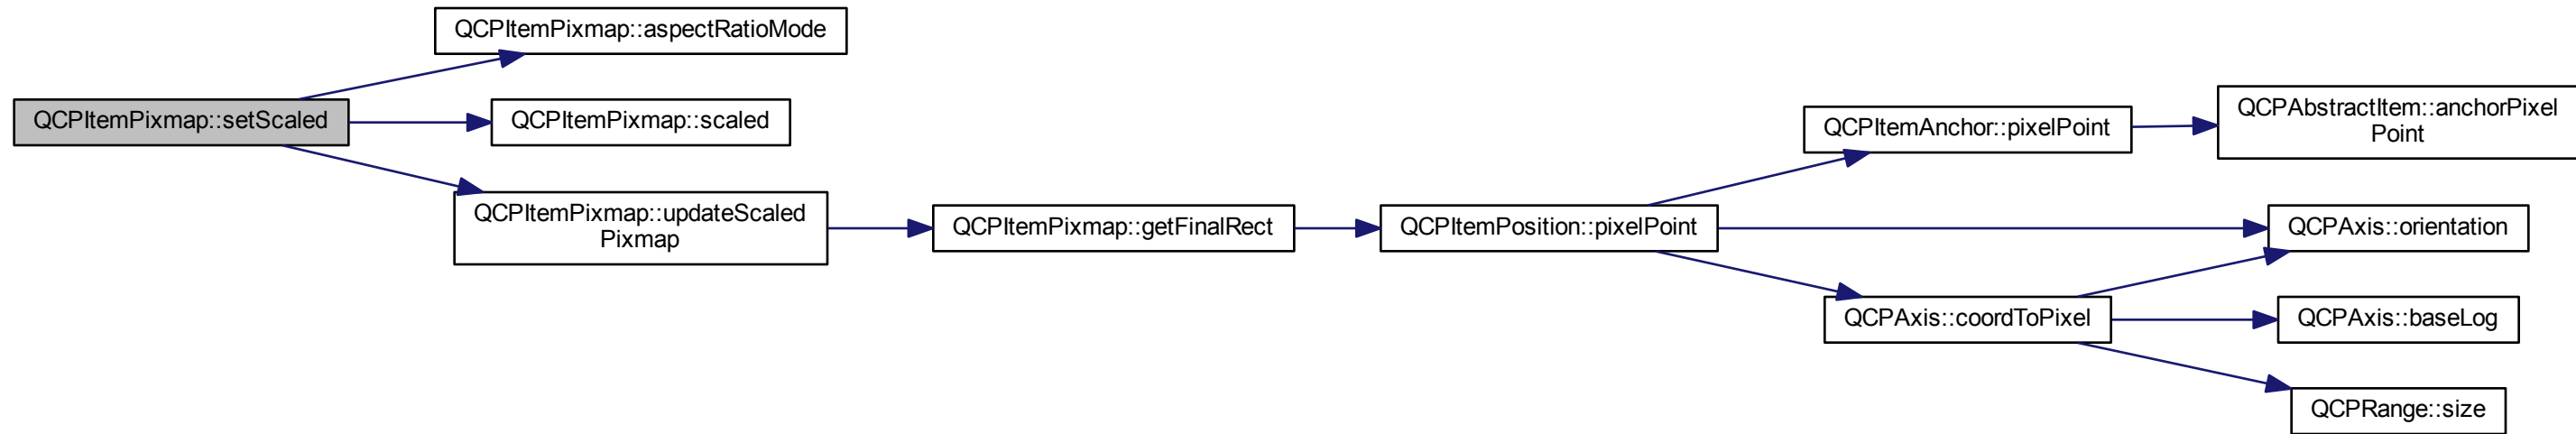 QCPItemPixmap::aspectRatioMode
QCPItemPixmap::setScaled
QCPItemPixmap::scaled
QCPItemPixmap::updateScaled
Pixmap
QCPItemPixmap::getFinalRect
QCPItemPosition::pixelPoint
QCPItemAnchor::pixelPoint
QCPAbstractItem::anchorPixel
Point
QCPAxis::orientation
QCPAxis::coordToPixel
QCPAxis::baseLog
QCPRange::size